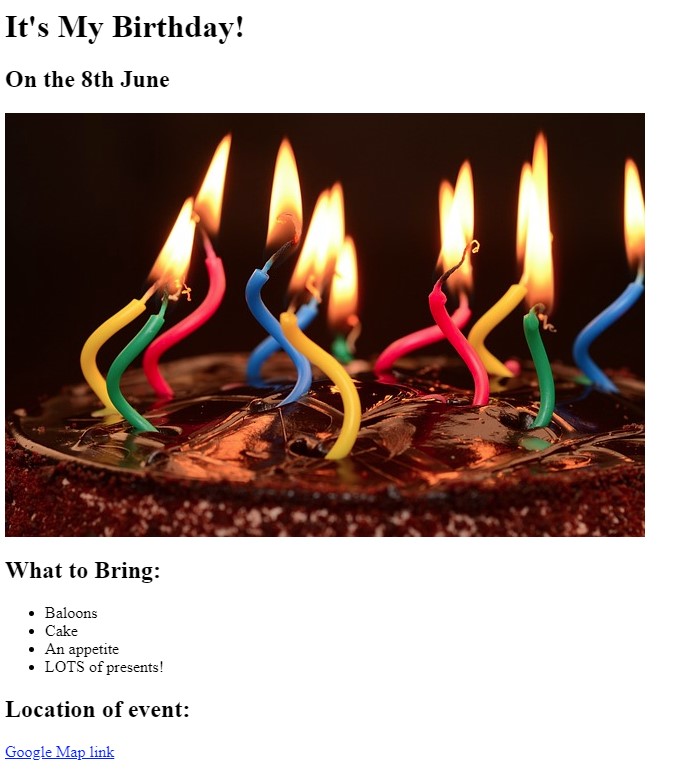 It's My Birthday!
On the 8th June
What to Bring:
Baloons
Cake
An appetite
LOTS of presents!
Location of event:
Google Map link